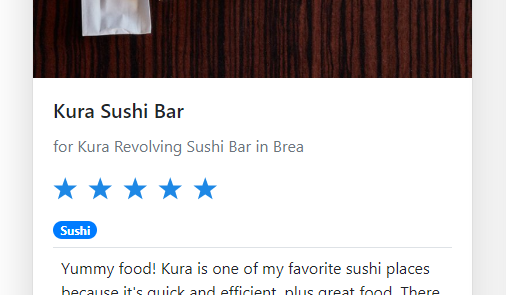 Kura Sushi Bar
for Kura Revolving Sushi Bar in Brea
Sushi
Yummy food! Kura is one of my favorite sushi places
because it's quick and efficient, plus great food. There